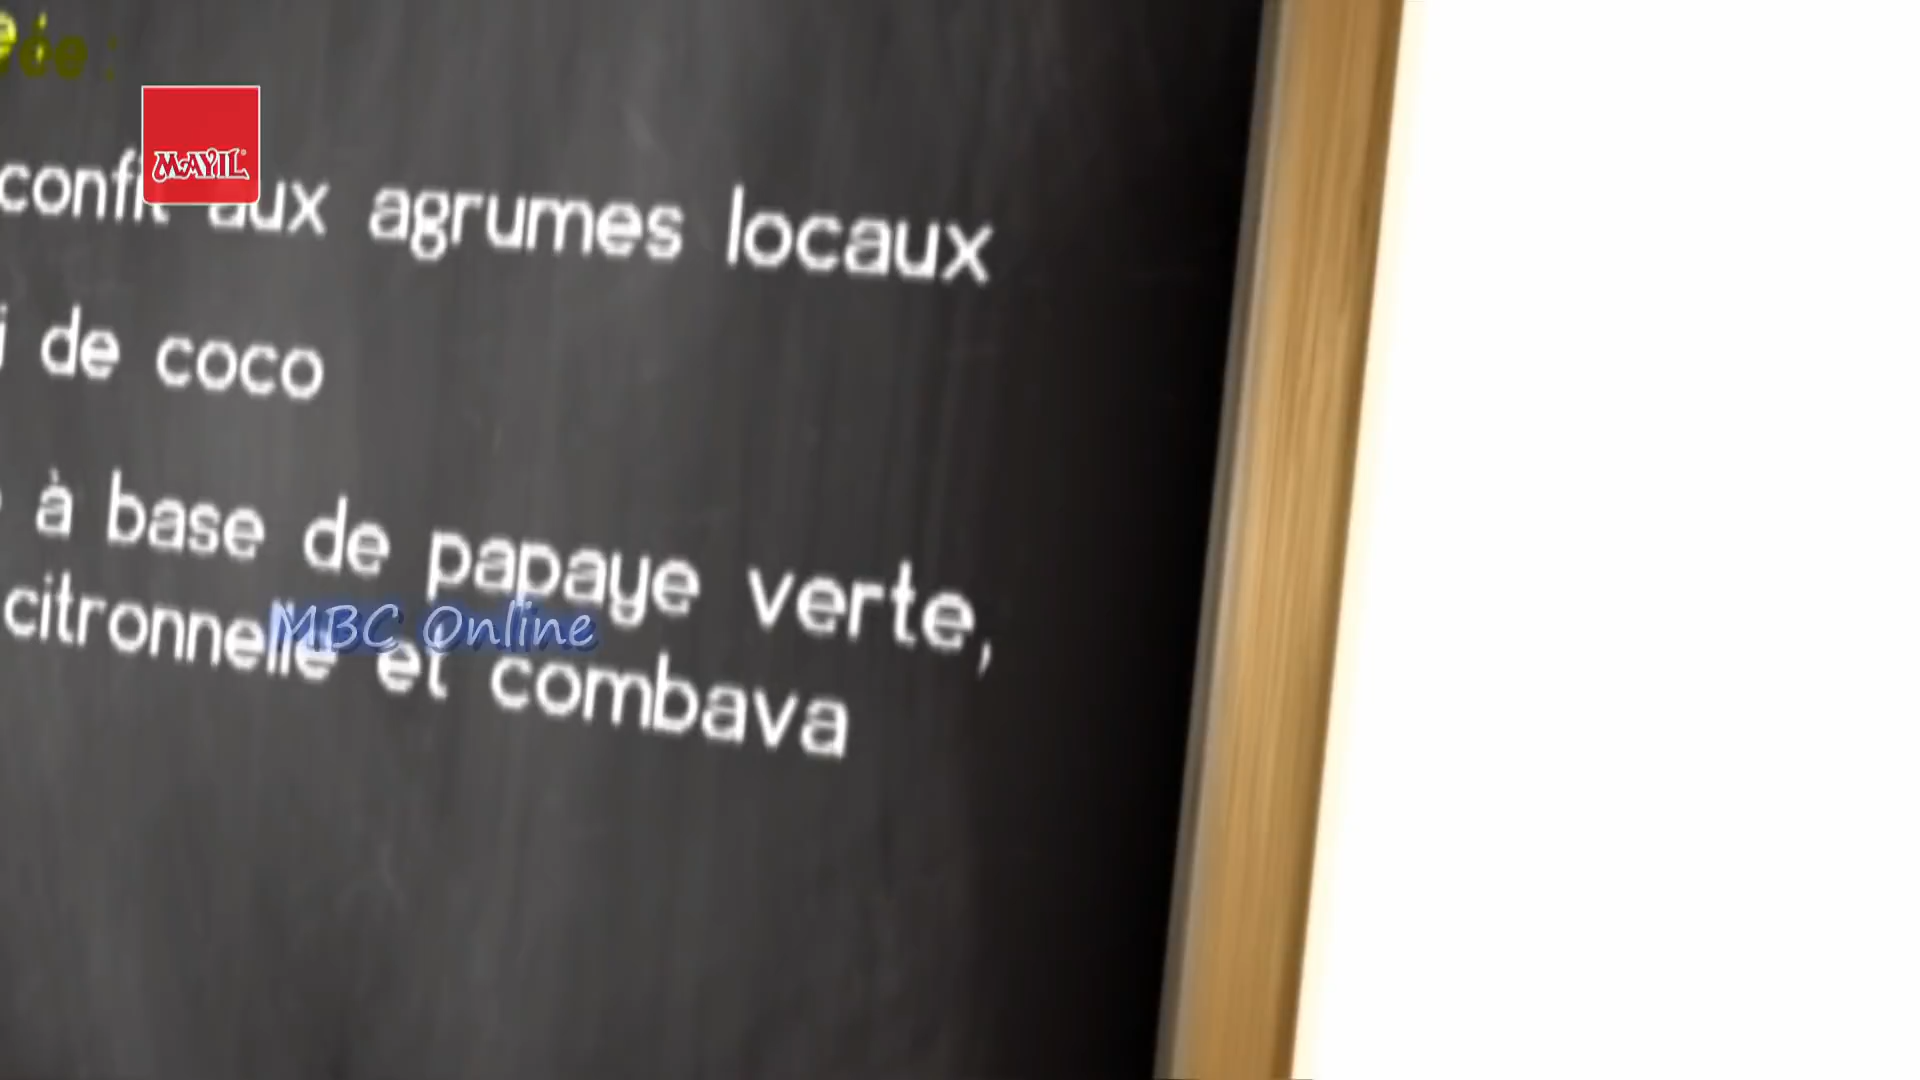 MAYIL
confit aux agrumes locaux
de coco
à base de papaye verte,
citronnelle et combava
MBC Online